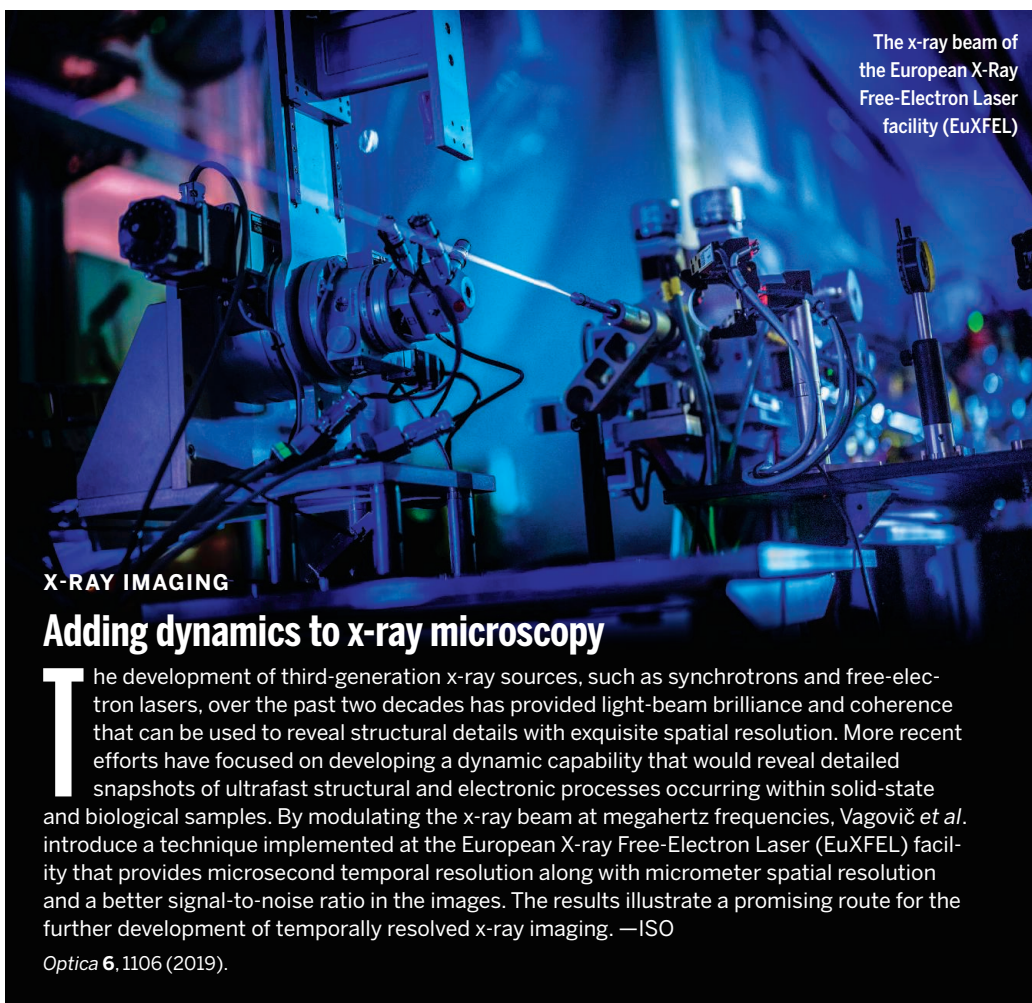 The x-ray beam of
the European X-Ray
Free-Electron Laser
facility (EuXFEL)
X-RAY IMAGING
Adding dynamics to x-ray microscopy
The development of third-generation x-ray sources, such as synchrotrons and free-elec-
tron lasers, over the past two decades has provided light-beam brilliance and coherence
that can be used to reveal structural details with exquisite spatial resolution. More recent
efforts have focused on developing a dynamic capability that would reveal detailed
snapshots of ultrafast structural and electronic processes occurring within solid-state
and biological samples. By modulating the x-ray beam at megahertz frequencies, Vagovič et al.
introduce a technique implemented at the European X-ray Free-Electron Laser (EuXFEL) facil-
ity that provides microsecond temporal resolution along with micrometer spatial resolution
and a better signal-to-noise ratio in the images. The results illustrate a promising route for the
further development of temporally resolved x-ray imaging. —ISO
Optica 6, 1106 (2019).